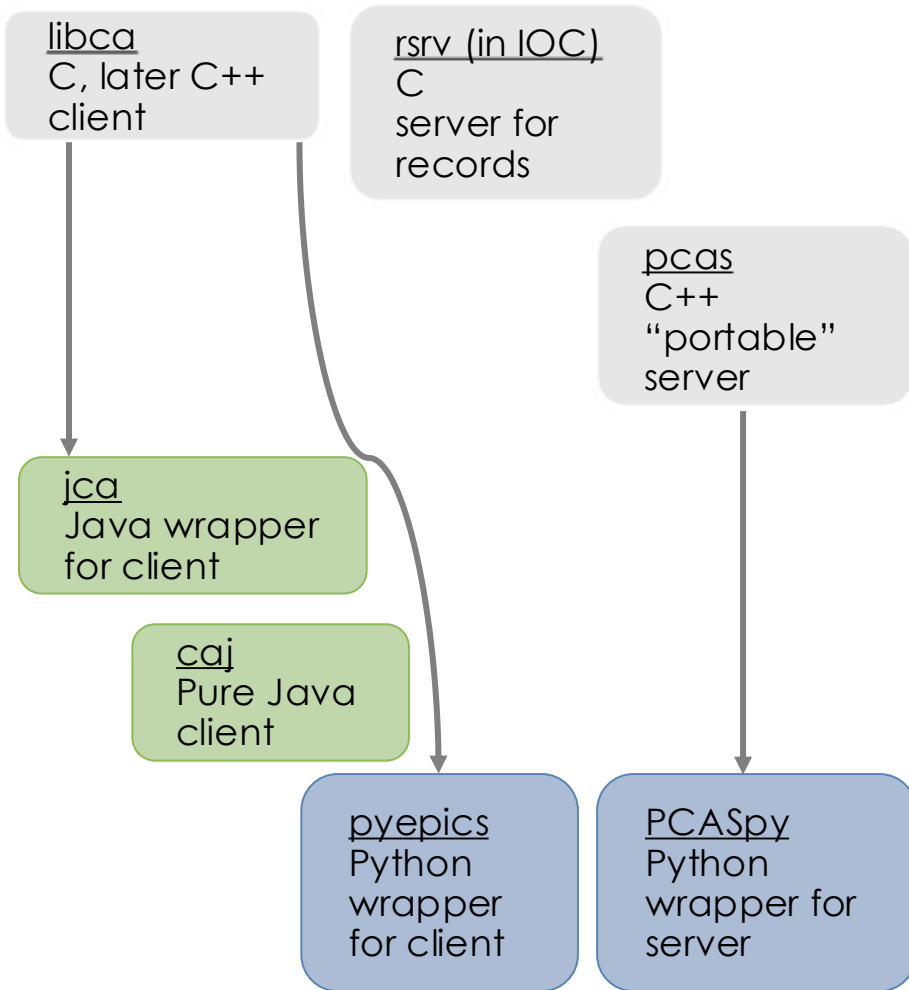 libca
C, later C++
client
rsrv (in IOC)
C
server for
records
pcas
C++
“portable”
server
jca
Java wrapper
for client
caj
Pure Java
client
pyepics
Python
wrapper
for client
PCASpy
Python
wrapper for
server